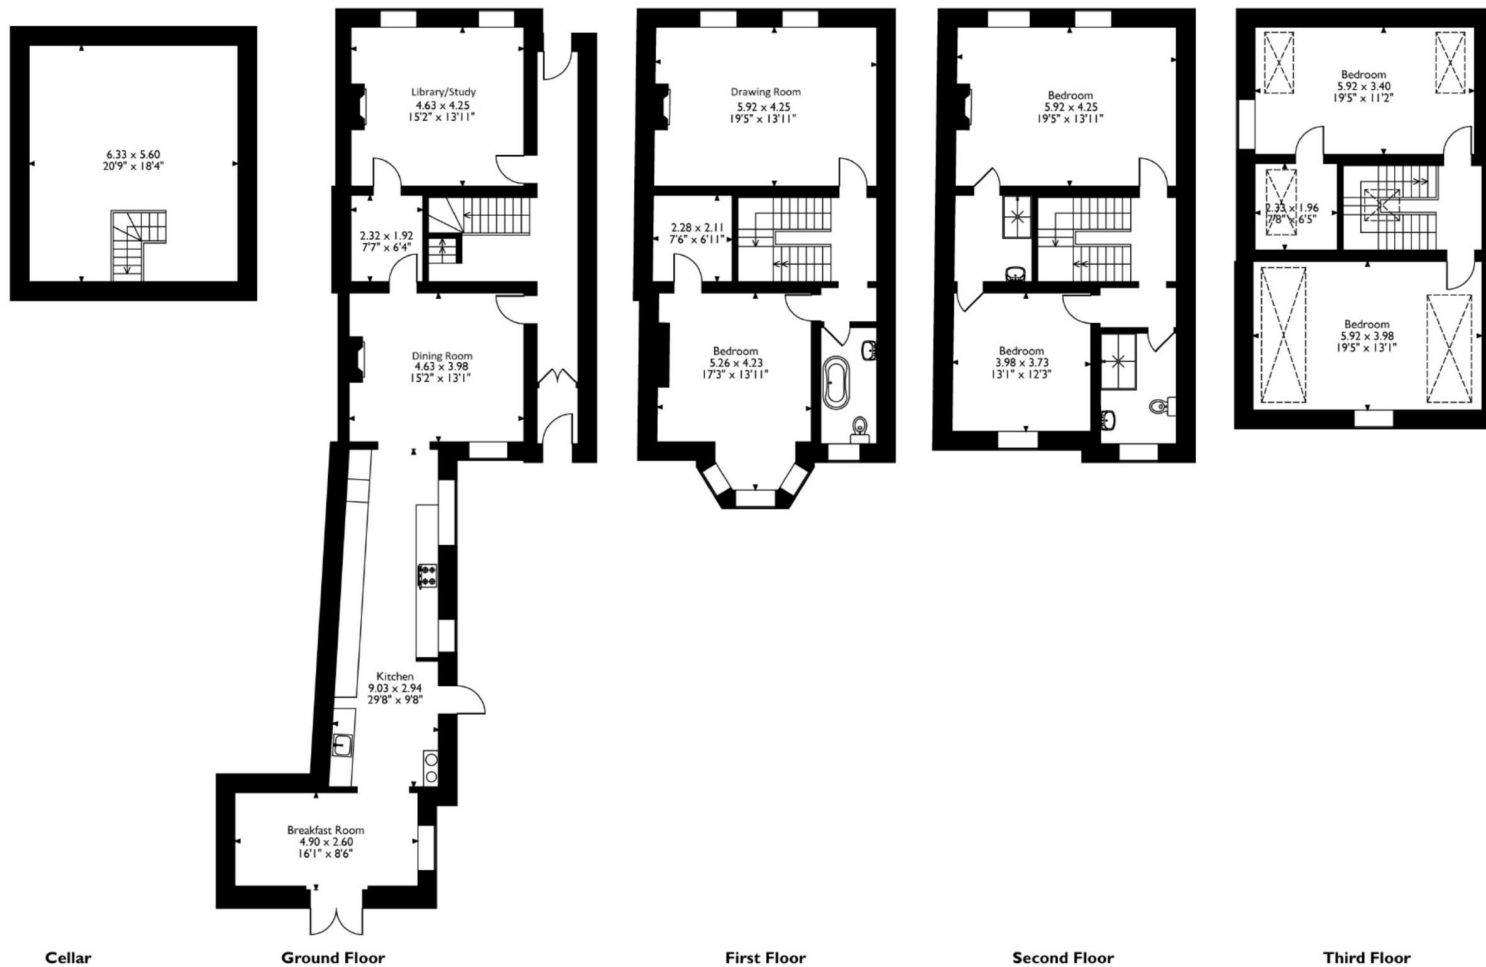 6.33 x 5.60
20'9" x 18'4"
Cellar
Library/Study
4.63 x 4.25
15'2" x 13'11"
2.32 x 1.92
7'7" x 6'4"
Dining Room
4.63 x 3.98
15'2" x 13'1"
Kitchen
9.03 x 2.94
29'8" x 9'8"
Breakfast Room
4.90 x 2.60
16'1" x 8'6"
Ground Floor
Drawing Room
5.92 x 4.25
19'5" x 13'11"
2.28 x 2.11
7'6" x 6'11"
Bedroom
5.26 x 4.23
17'3" x 13'11"
First Floor
Bedroom
5.92 x 4.25
19'5" x 13'11"
Bedroom
3.98 x 3.73
13'1" x 12'3"
Second Floor
Bedroom
5.92 x 3.40
19'5" x 11'2"
2.33 x 1.96
7'8" x 6'5"
Bedroom
5.92 x 3.98
19'5" x 13'1"
Third Floor